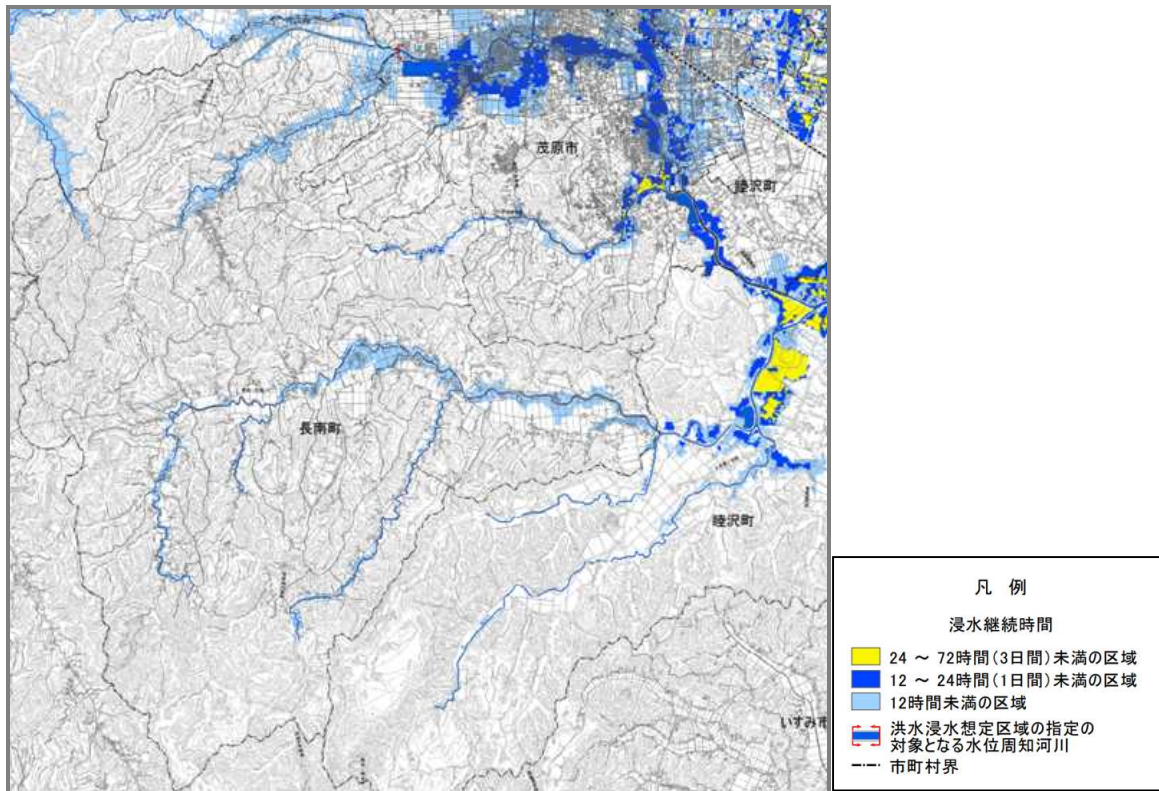 茂原市
睦沢町
長南町
睦沢町
いすみ市
凡 例
浸水継続時間
24 ～ 72時間(3日間)未満の区域
12 ～ 24時間(1日間)未満の区域
12時間未満の区域
洪水浸水想定区域の指定の
対象となる水位周知河川
市町村界